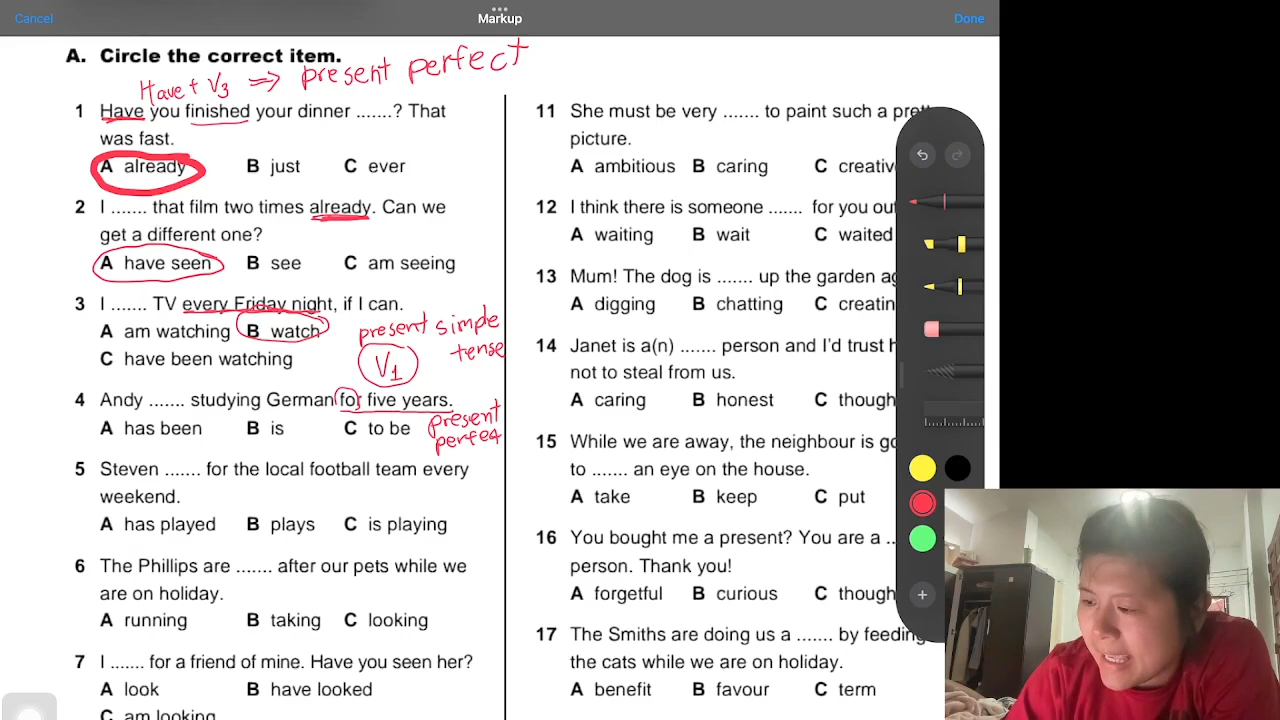 Cancel
Markup
Done
A. Circle the correct item.
Have + V3 ⇒ present perfect
1 Have you finished your dinner .......? That
was fast.
A already B just C ever
2 I ....... that film two times already. Can we
get a different one?
A have seen B see C am seeing
3 I ....... TV every Friday night, if I can.
A am watching B watch
C have been watching
present simple
tense
V1
4 Andy ....... studying German for five years.
A has been B is C to be
present
perfect
5 Steven ....... for the local football team every
weekend.
A has played B plays C is playing
6 The Phillips are ....... after our pets while we
are on holiday.
A running B taking C looking
7 I ....... for a friend of mine. Have you seen her?
A look B have looked
C am looking
11 She must be very ....... to paint such a prett
picture.
A ambitious B caring C creativ
12 I think there is someone ....... for you ou
A waiting B wait C waited
13 Mum! The dog is ....... up the garden ag
A digging B chatting C creatin
14 Janet is a(n) ....... person and I'd trust h
not to steal from us.
A caring B honest C though
15 While we are away, the neighbour is go
to ....... an eye on the house.
A take B keep C put
16 You bought me a present? You are a ..
person. Thank you!
A forgetful B curious C though
17 The Smiths are doing us a ....... by feeding
the cats while we are on holiday.
A benefit B favour C term